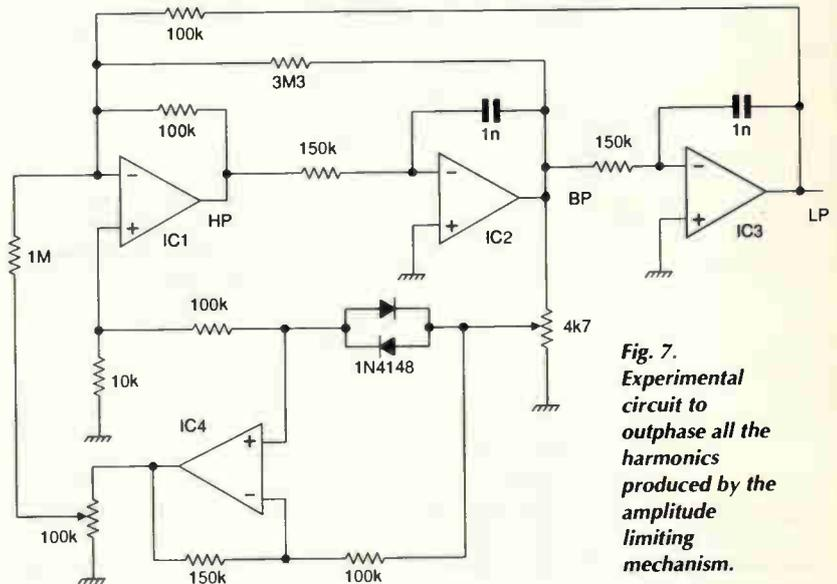 100k
3M3
100k
1n
1n
150k
150k
−
+
IC1
HP
−
+
IC2
BP
−
+
IC3
LP
1M
100k
1N4148
4k7
10k
IC4
+
−
100k
150k
100k
Fig. 7.
Experimental
circuit to
outphase all the
harmonics
produced by the
amplitude
limiting
mechanism.